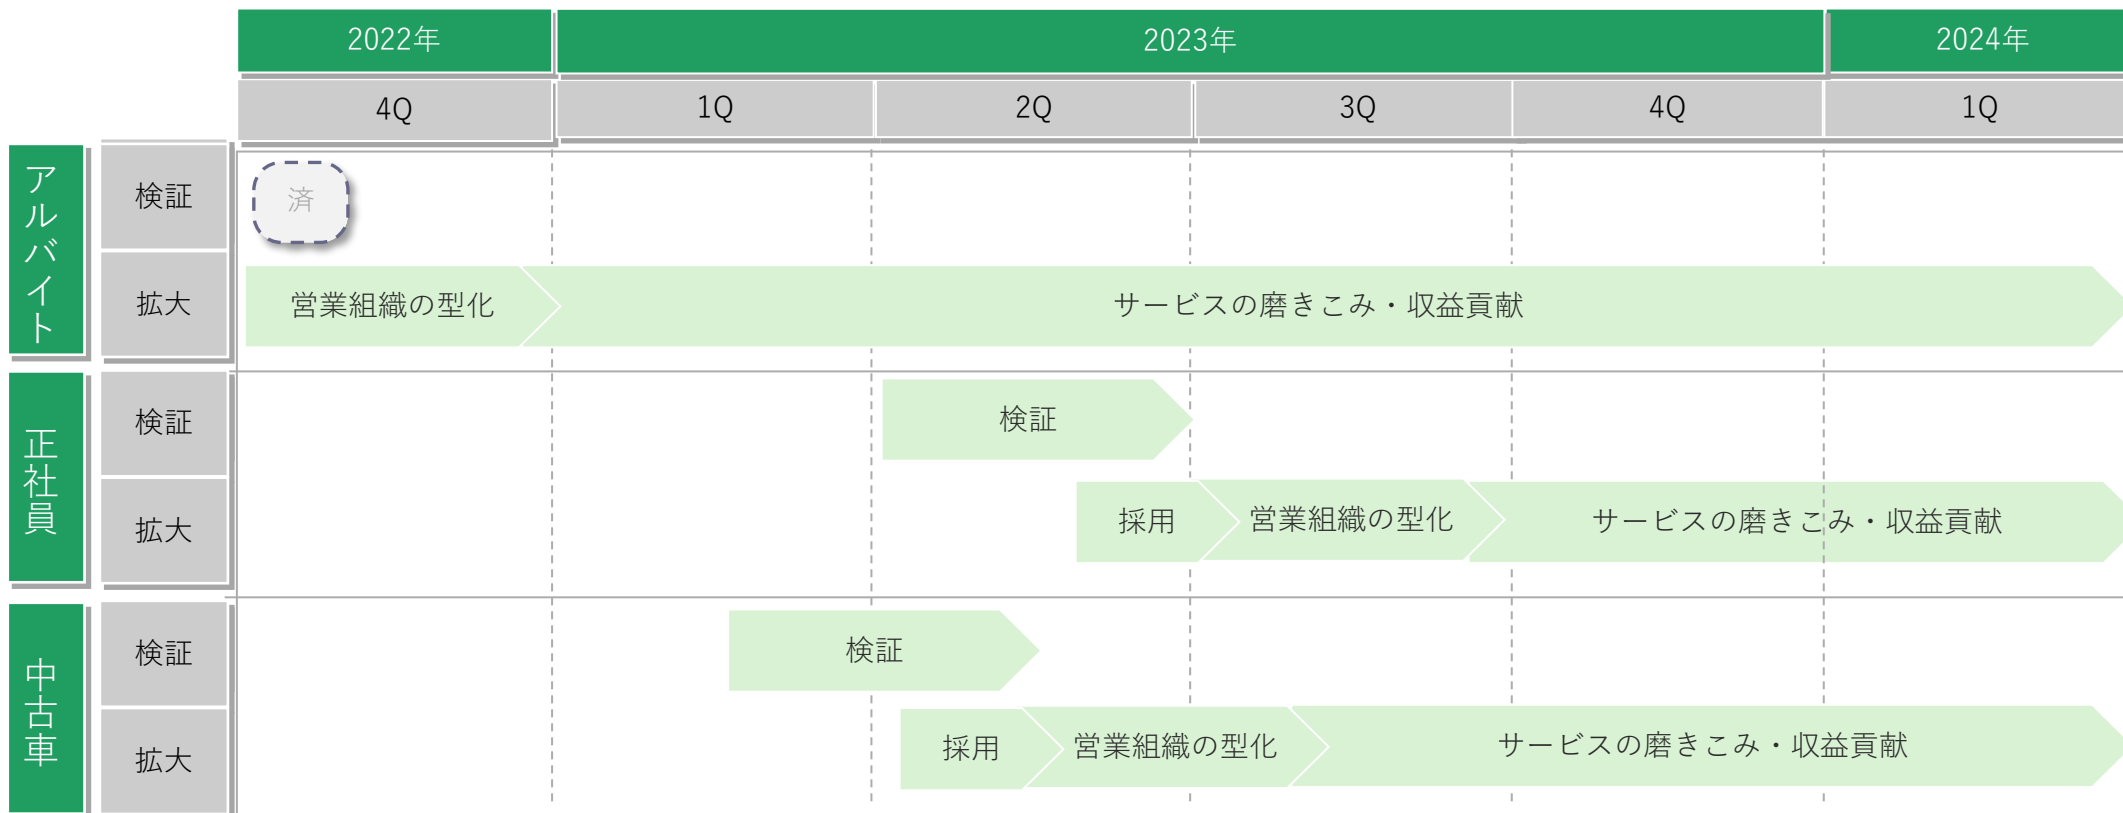 2022年
2023年
2024年
4Q
1Q
2Q
3Q
4Q
1Q
アルバイト
検証
済
拡大
営業組織の型化
サービスの磨きこみ・収益貢献
正社員
検証
検証
拡大
採用
営業組織の型化
サービスの磨きこみ・収益貢献
中古車
検証
検証
拡大
採用
営業組織の型化
サービスの磨きこみ・収益貢献